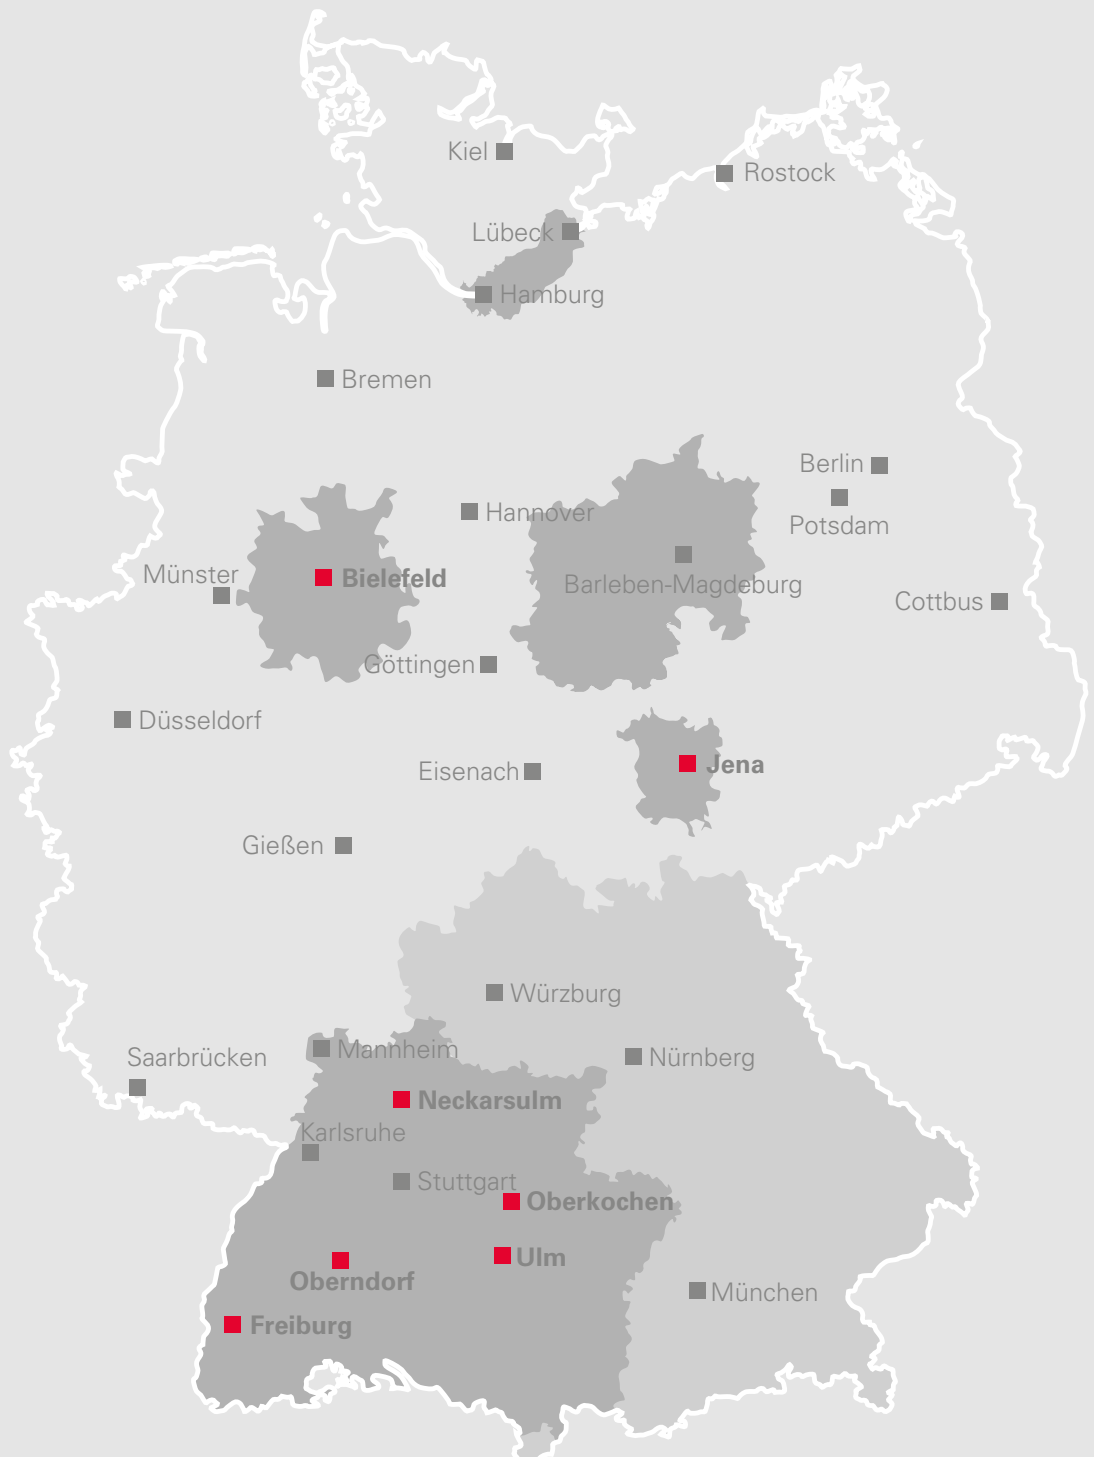 Kiel
Rostock
Lübeck
Hamburg
Bremen
Berlin
Hannover
Potsdam
Münster
Bielefeld
Barleben-Magdeburg
Cottbus
Göttingen
Düsseldorf
Jena
Eisenach
Gießen
Würzburg
Mannheim
Saarbrücken
Nürnberg
Neckarsulm
Karlsruhe
Stuttgart
Oberkochen
Ulm
Oberndorf
München
Freiburg